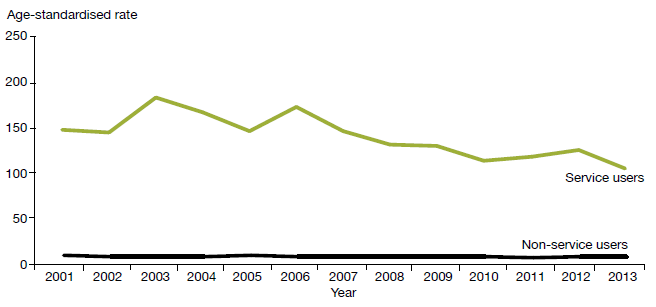 Age-standardised rate
250
200
150
100
50
0
Service users
Non-service users
2001 2002 2003 2004 2005 2006 2007 2008 2009 2010 2011 2012 2013
Year